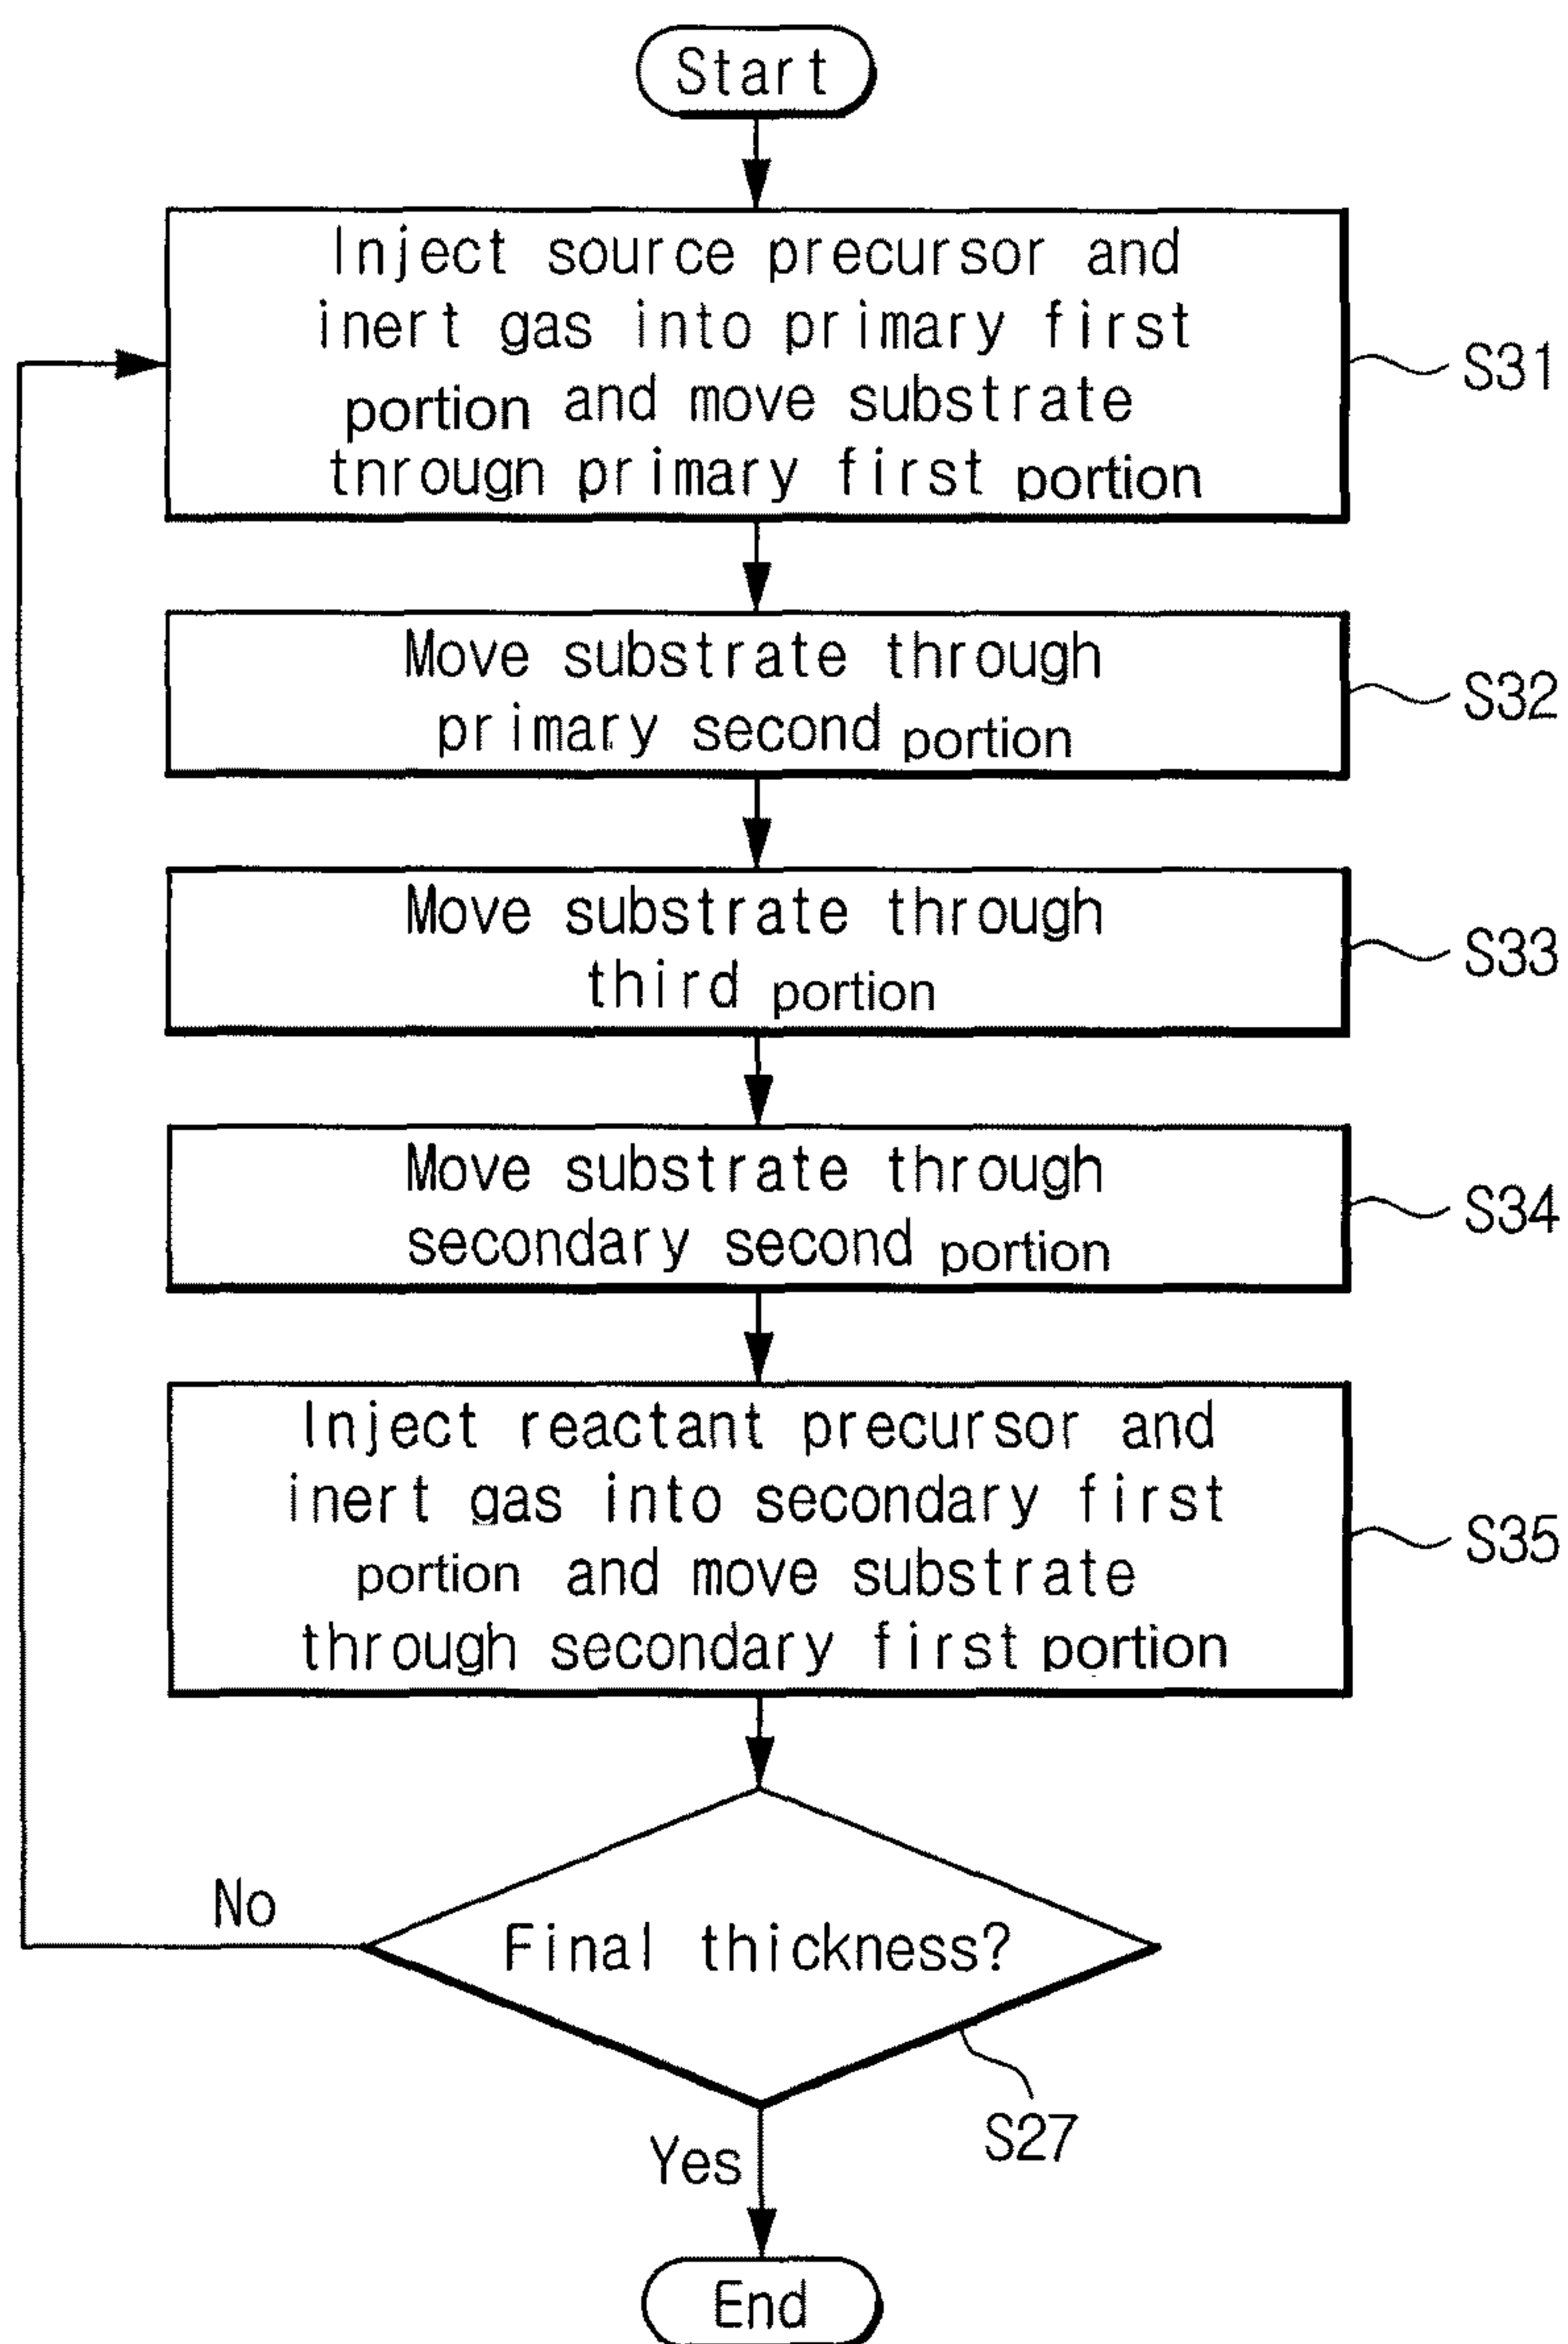 Start
Inject source precursor and
inert gas into primary first
portion and move substrate
tnrougn primary first portion
S31
Move substrate through
primary second portion
S32
Move substrate through
third portion
S33
Move substrate through
secondary second portion
S34
Inject reactant precursor and
inert gas into secondary first
portion and move substrate
through secondary first portion
S35
No
Final thickness?
S27
Yes
End